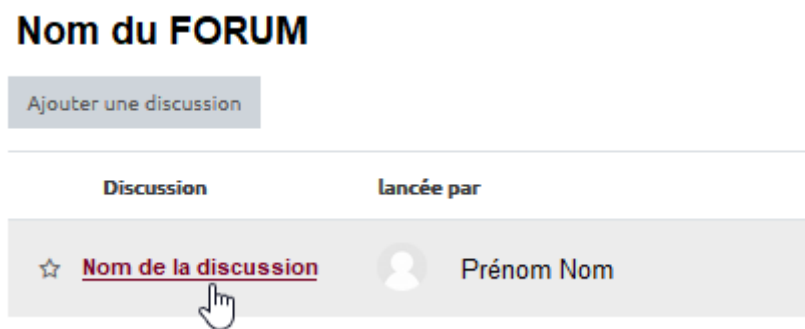 Nom du FORUM
Ajouter une discussion
Discussion lancée par
Nom de la discussion Prénom Nom